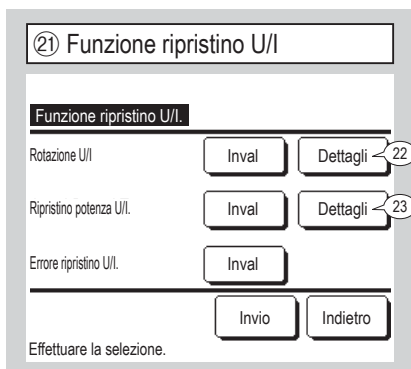 ㉑ Funzione ripristino U/I
Funzione ripristino U/I.
Rotazione U/I Inval Dettagli 22
Ripristino potenza U/I. Inval Dettagli 23
Errore ripristino U/I. Inval
Invio Indietro
Effettuare la selezione.